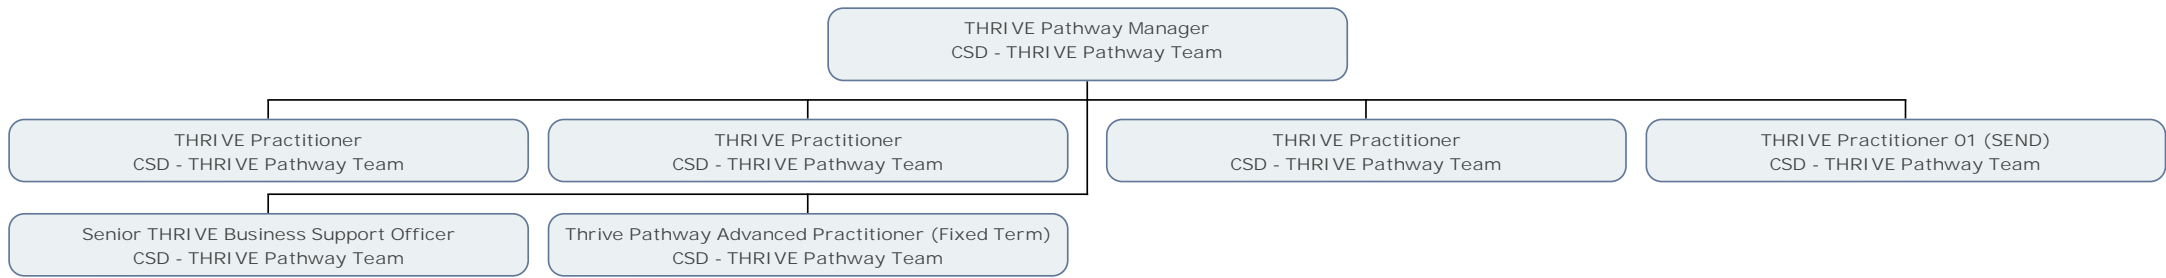 THRIVE Pathway Manager
CSD - THRIVE Pathway Team
THRIVE Practitioner
CSD - THRIVE Pathway Team
THRIVE Practitioner
CSD - THRIVE Pathway Team
THRIVE Practitioner
CSD - THRIVE Pathway Team
THRIVE Practitioner 01 (SEND)
CSD - THRIVE Pathway Team
Senior THRIVE Business Support Officer
CSD - THRIVE Pathway Team
Thrive Pathway Advanced Practitioner (Fixed Term)
CSD - THRIVE Pathway Team